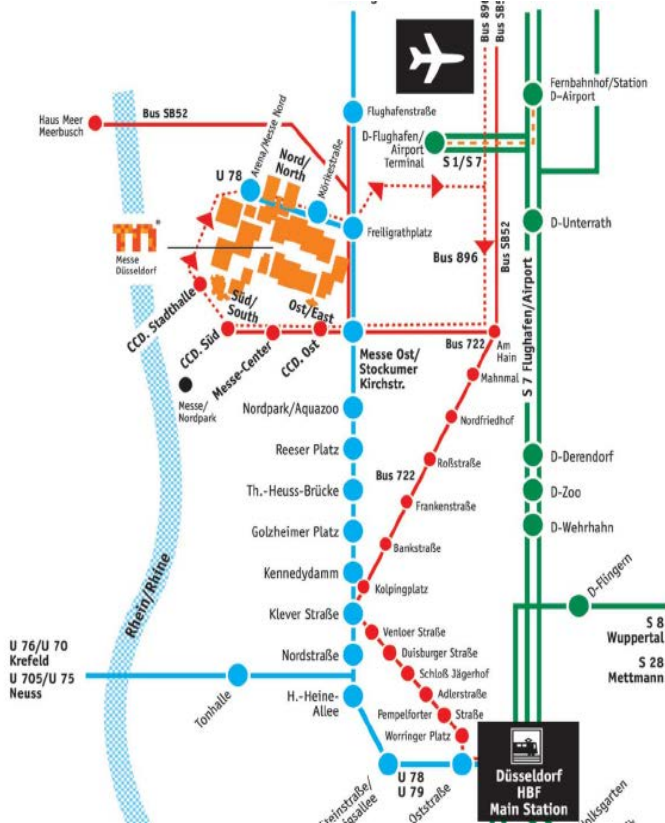 Bus 896
Bus SB5
Flughafenstraße
Fernbahnhof/Station
D-Airport
Haus Meer
Meerbusch
Bus SB52
Arena/Messe Nord
Nord/
North
Mörikestraße
U 78
D-Flughafen/
Airport
Terminal
S 1/S 7
D-Unterrath
Freiligrathplatz
Messe
Düsseldorf
Bus 896
Bus SB52
S 7 Flughafen/Airport
CCD. Stadthalle
Süd/
South
Ost/East
CCD. Süd
Messe-Center
CCD. Ost
Messe Ost/
Stockumer
Kirchstr.
Bus 722
Am
Hain
Mahnmal
Messe/
Nordpark
Nordpark/Aquazoo
Nordfriedhof
Reeser Platz
Roßstraße
D-Derendorf
Bus 722
Th.-Heuss-Brücke
D-Zoo
Frankenstraße
Golzheimer Platz
D-Wehrhahn
Bankstraße
Kennedydamm
Kolpingplatz
Rhein/Rhine
D-Flingern
Klever Straße
Venloer Straße
S 8
Wuppertal
U 76/U 70
Krefeld
U 705/U 75
Neuss
Nordstraße
Duisburger Straße
Schloß Jägerhof
S 28
Mettmann
Tonhalle
H.-Heine-
Allee
Adlerstraße
Pempelforter Straße
Worringer Platz
U 78
U 79
Oststraße
Steinstraße/
Düsseldorf
HBF
Main Station